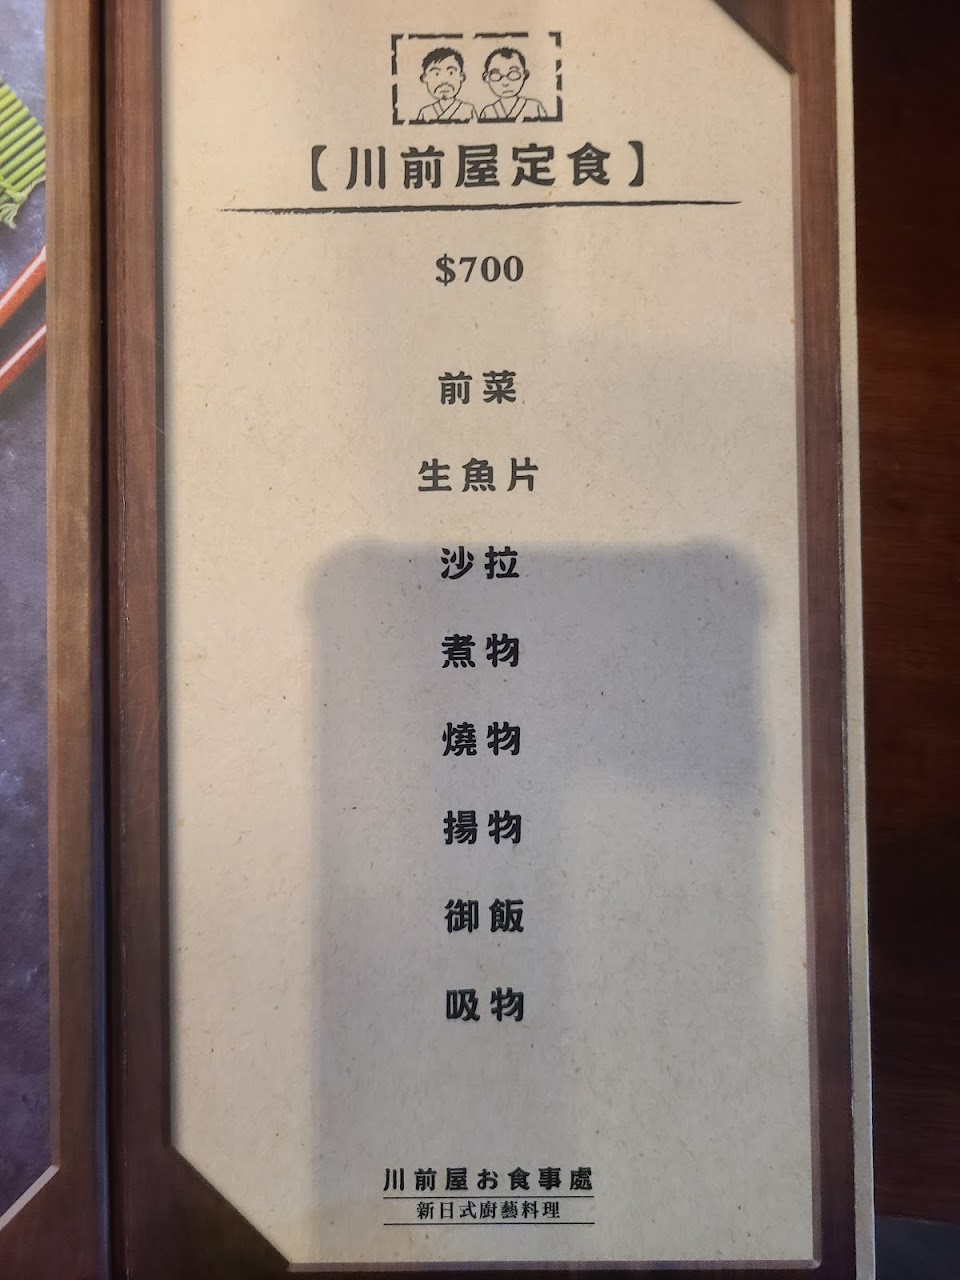 【川前屋定食】
$700
前菜
生魚片
沙拉
煮物
燒物
揚物
御飯
吸物
川前屋お食事處
新日式廚藝料理